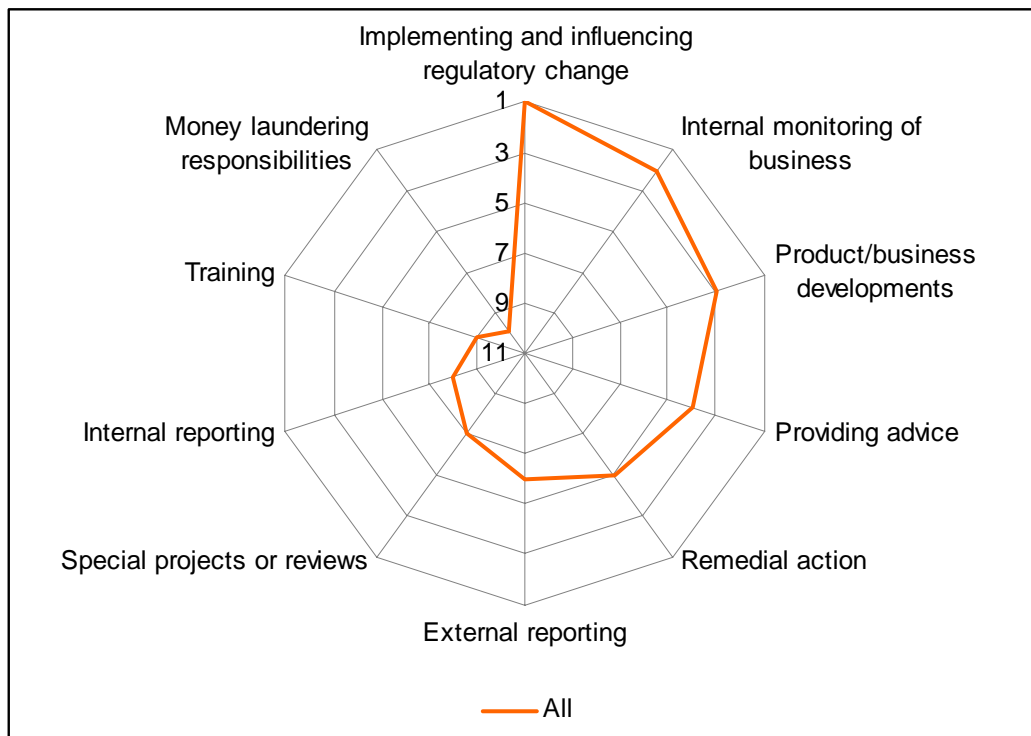 Implementing and influencing
regulatory change
1
Money laundering
responsibilities
Internal monitoring of
business
3
5
Training
Product/business
developments
7
9
11
Internal reporting
Providing advice
Special projects or reviews
Remedial action
External reporting
All